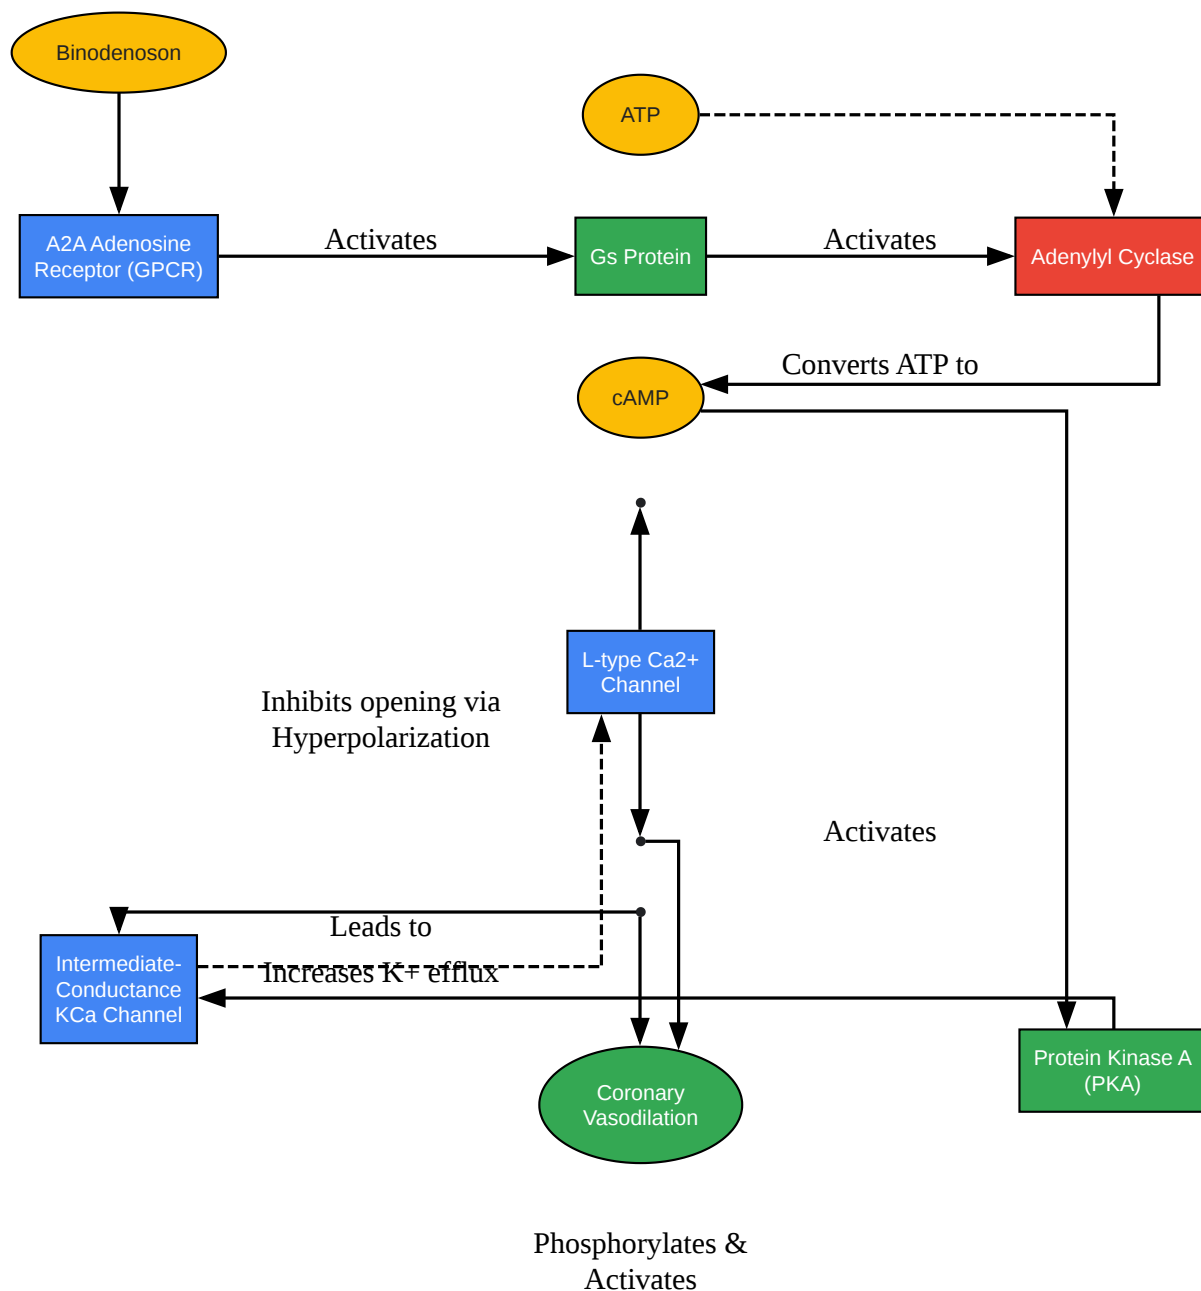 Binodenoson
ATP
A2A Adenosine
Receptor (GPCR)
Activates
Gs Protein
Activates
Adenylyl Cyclase
Converts ATP to
cAMP
L-type Ca2+
Channel
Inhibits opening via
Hyperpolarization
Activates
Leads to
Increases K+ efflux
Intermediate-
Conductance
KCa Channel
Protein Kinase A
(PKA)
Coronary
Vasodilation
Phosphorylates &
Activates